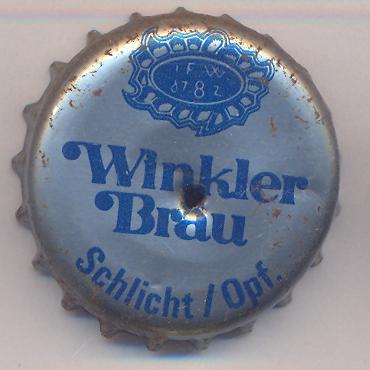 Winkler
Bräu
Schlicht / Opf.